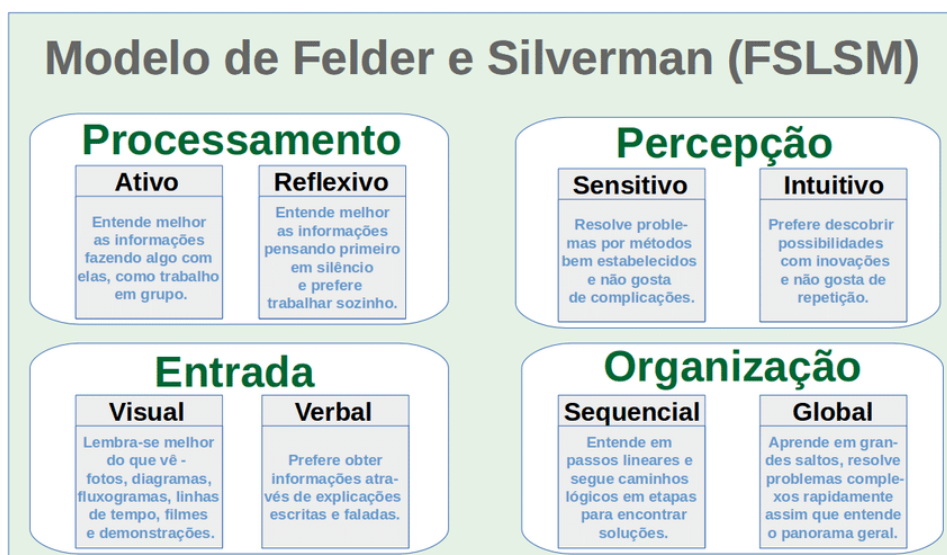 Modelo de Felder e Silverman (FSLSM)
Processamento
Ativo
Entende melhor
as informações
fazendo algo com
elas, como trabalho
em grupo.
Reflexivo
Entende melhor
as informações
pensando primeiro
em silêncio
e prefere
trabalhar sozinho.
Percepção
Sensitivo
Resolve proble-
mas por métodos
bem estabelecidos
e não gosta
de complicações.
Intuitivo
Prefere descobrir
possibilidades
com inovações
e não gosta de
repetição.
Entrada
Visual
Lembra-se melhor
do que vê -
fotos, diagramas,
fluxogramas, linhas
de tempo, filmes
e demonstrações.
Verbal
Prefere obter
informações atra-
vés de explicações
escritas e faladas.
Organização
Sequencial
Entende em
passos lineares e
segue caminhos
lógicos em etapas
para encontrar
soluções.
Global
Aprende em gran-
des saltos, resolve
problemas comple-
xos rapidamente
assim que entende
o panorama geral.